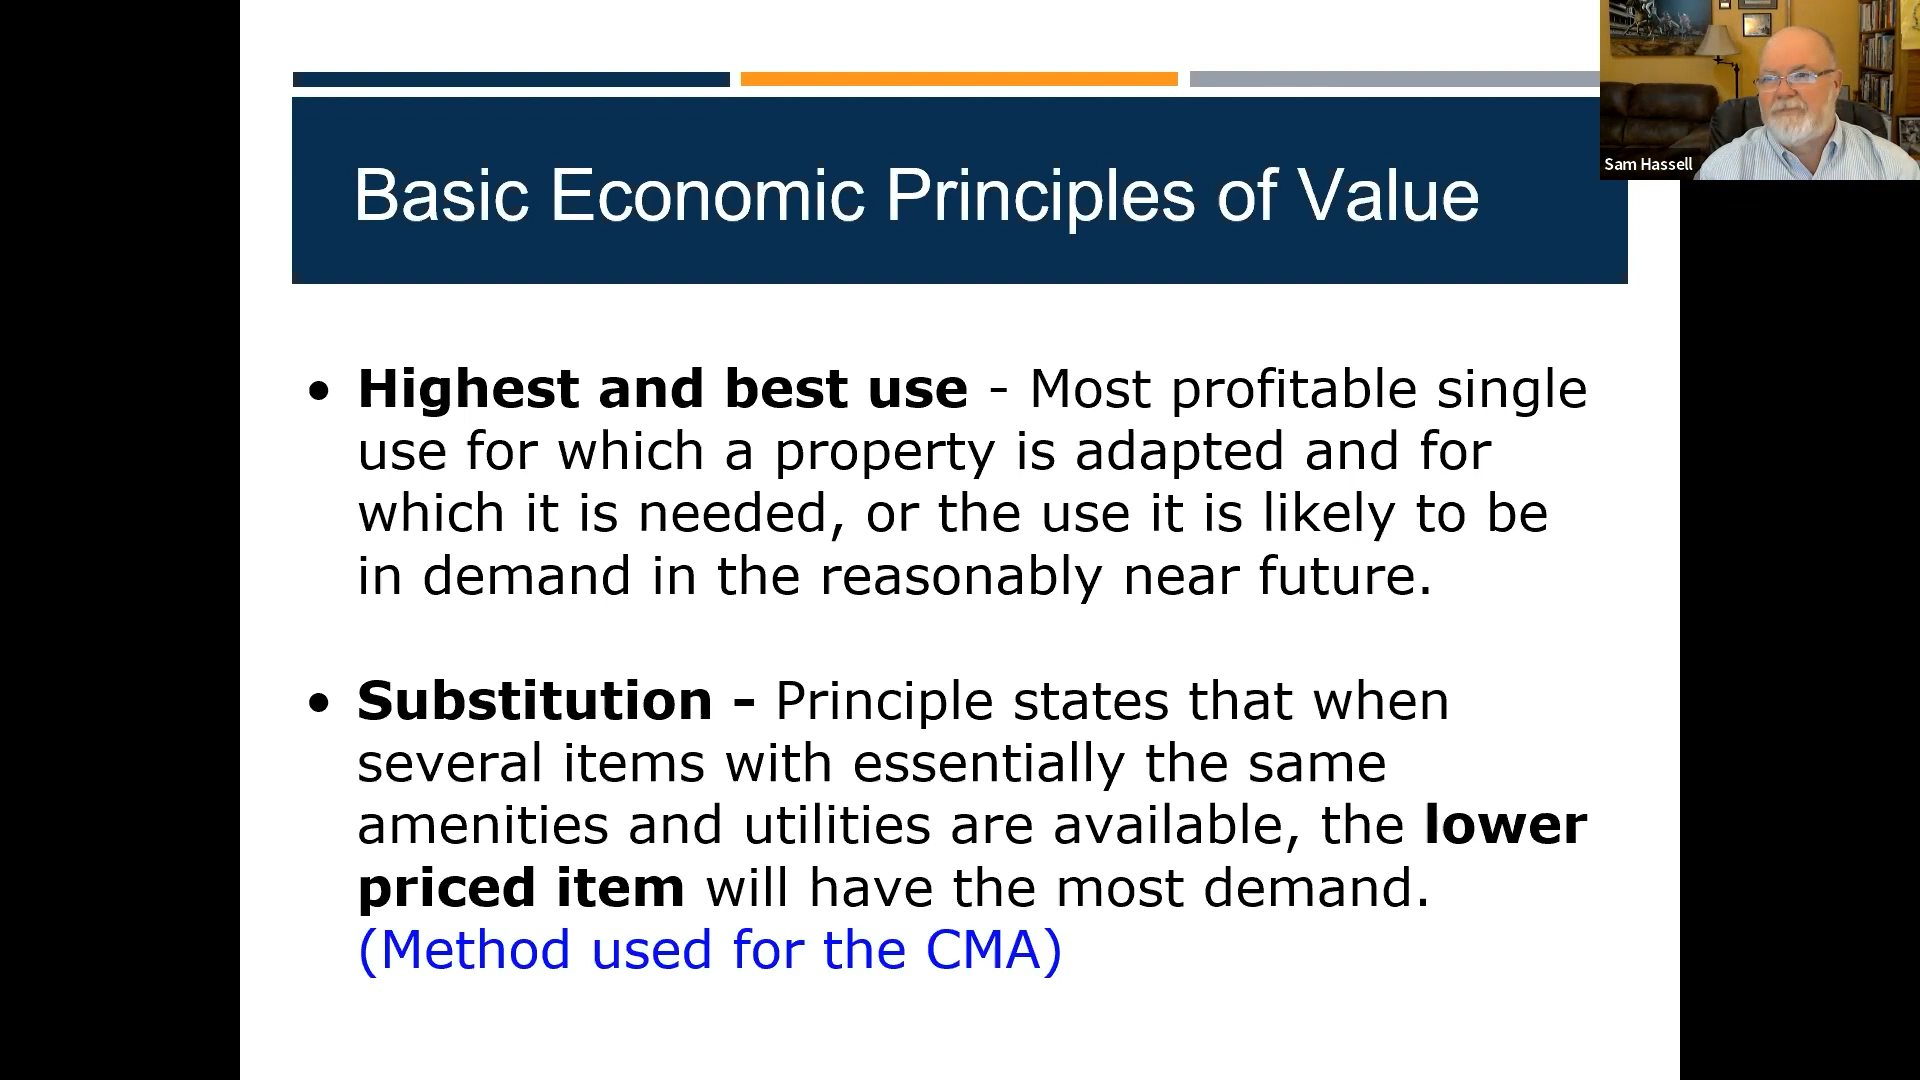 Basic Economic Principles of Value
Sam Hassell
• Highest and best use - Most profitable single
use for which a property is adapted and for
which it is needed, or the use it is likely to be
in demand in the reasonably near future.
• Substitution - Principle states that when
several items with essentially the same
amenities and utilities are available, the lower
priced item will have the most demand.
(Method used for the CMA)